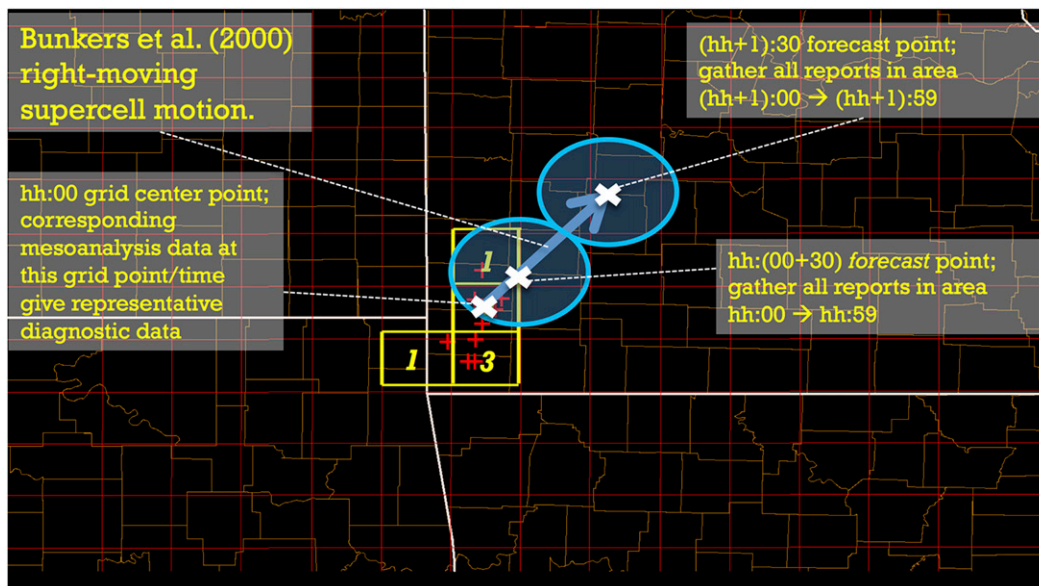 Bunkers et al. (2000)
right-moving
supercell motion.
(hh+1):30 forecast point;
gather all reports in area
(hh+1):00 → (hh+1):59
hh:00 grid center point;
corresponding
mesoanalysis data at
this grid point/time
give representative
diagnostic data
hh:(00+30) forecast point;
gather all reports in area
hh:00 → hh:59
1
1
3